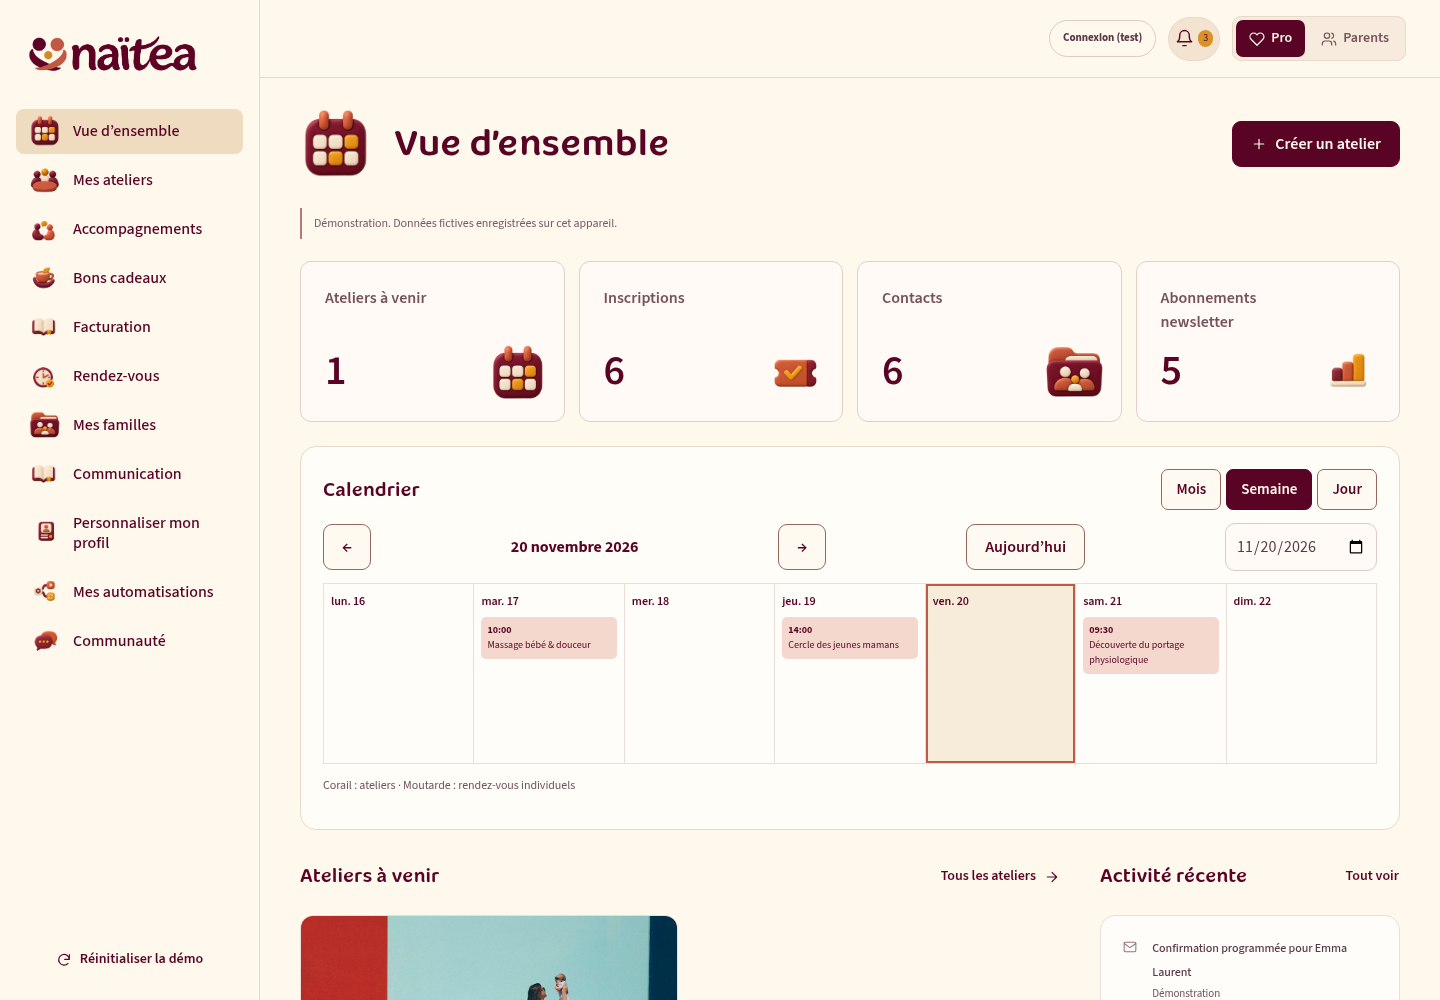 naïtea
Vue d’ensemble
Mes ateliers
Accompagnements
Bons cadeaux
Facturation
Rendez-vous
Mes familles
Communication
Personnaliser mon
profil
Mes automatisations
Communauté
Réinitialiser la démo
Connexion (test)
3
Pro
Parents
Vue d’ensemble
Créer un atelier
Démonstration. Données fictives enregistrées sur cet appareil.
Ateliers à venir
1
Inscriptions
6
Contacts
6
Abonnements
newsletter
5
Calendrier
Mois
Semaine
Jour
←
20 novembre 2026
→
Aujourd’hui
11/20/2026
lun. 16
mar. 17
10:00
Massage bébé & douceur
mer. 18
jeu. 19
14:00
Cercle des jeunes mamans
ven. 20
sam. 21
09:30
Découverte du portage
physiologique
dim. 22
Corail : ateliers · Moutarde : rendez-vous individuels
Ateliers à venir
Tous les ateliers
Activité récente
Tout voir
Confirmation programmée pour Emma
Laurent
Démonstration